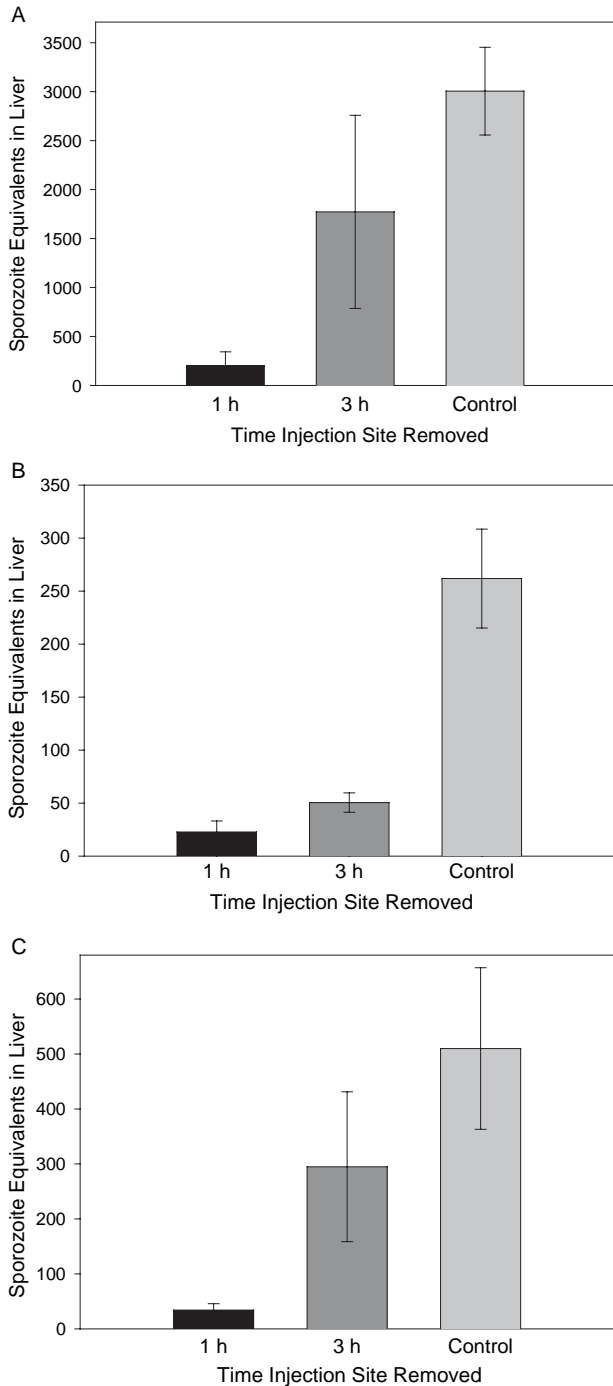 A
Sporozoite Equivalents in Liver
3500
3000
2500
2000
1500
1000
500
0
1 h 3 h Control
Time Injection Site Removed
B
Sporozoite Equivalents in Liver
350
300
250
200
150
100
50
0
1 h 3 h Control
Time Injection Site Removed
C
Sporozoite Equivalents in Liver
600
500
400
300
200
100
0
1 h 3 h Control
Time Injection Site Removed